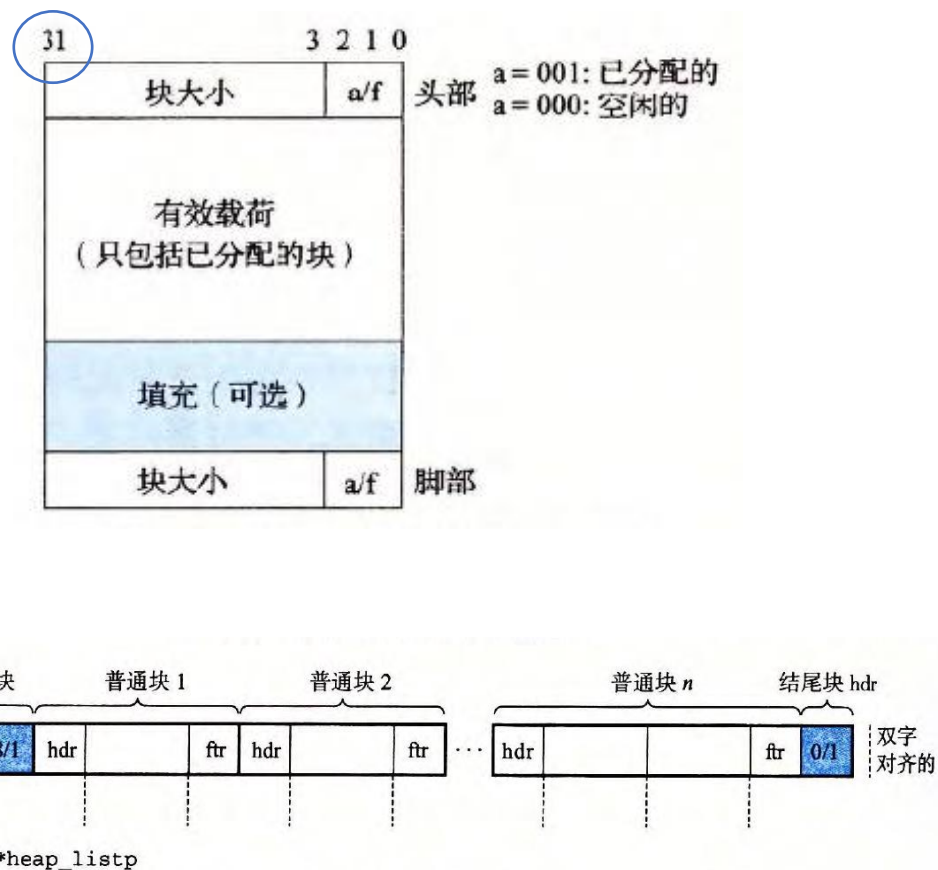 31 3 2 1 0
块大小 a/f 头部 a = 001: 已分配的
a = 000: 空闲的
有效载荷
（只包括已分配的块）
填充（可选）
块大小 a/f 脚部
块 普通块 1 普通块 2 普通块 n 结尾块 hdr
/1 hdr ftr hdr ftr ··· hdr ftr 0/1 双字
对齐的
*heap_listp